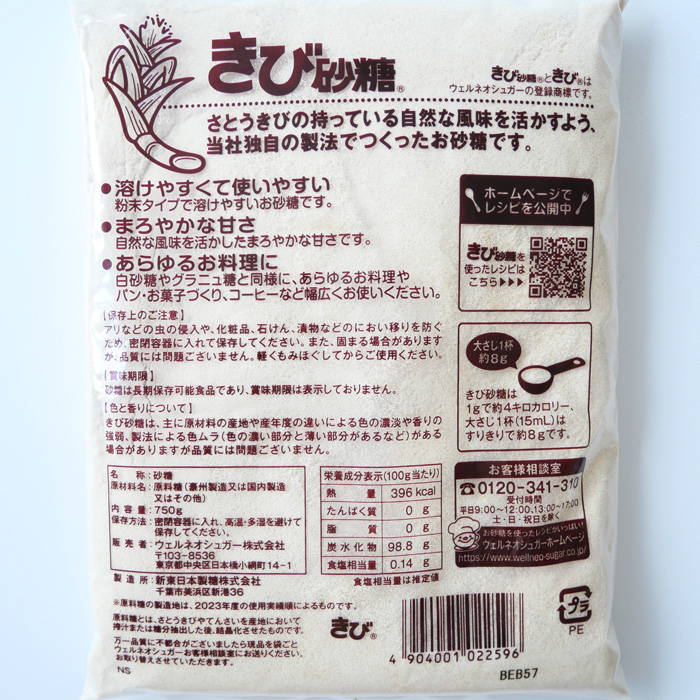 きび砂糖®
きび砂糖®ときび®は
ウェルネオシュガーの登録商標です。
さとうきびの持っている自然な風味を活かすよう、
当社独自の製法でつくったお砂糖です。
●溶けやすくて使いやすい
粉末タイプで溶けやすいお砂糖です。
●まろやかな甘さ
自然な風味を活かしたまろやかな甘さです。
●あらゆるお料理に
白砂糖やグラニュ糖と同様に、あらゆるお料理や
パン・お菓子づくり、コーヒーなど幅広くお使いください。
ホームページで
レシピを公開中
きび砂糖を
使ったレシピは
こちら
【保存上のご注意】
アリなどの虫の侵入や、化粧品、石けん、漬物などのにおい移りを防ぐ
ため、密閉容器に入れて保存してください。また、固まる場合があります
が、品質には問題ございません。軽くもみほぐしてからご使用ください。
【賞味期限】
砂糖は長期保存可能食品であり、賞味期限は表示しておりません。
【色と香りについて】
きび砂糖は、主に原材料の産地や産年度の違いによる色の濃淡や香りの
強弱、製法による色ムラ(色の濃い部分と薄い部分があるなど)がある
場合がありますが品質には問題ございません。
大さじ1杯
約8g
きび砂糖は
1gで約4キロカロリー、
大さじ1杯(15mL)は
すりきりで約8gです。
名称:砂糖
原材料名:原料糖(豪州製造又は国内製造
又はその他)
内容量:750g
保存方法:密閉容器に入れ、高温・多湿を避けて
保存してください。
販売者:ウェルネオシュガー株式会社
〒103-8536
東京都中央区日本橋小網町14-1
製造所:新東日本製糖株式会社
千葉市美浜区新港36
栄養成分表示(100g当たり)
熱量 396 kcal
たんぱく質 0 g
脂質 0 g
炭水化物 98.8 g
食塩相当量 0.14 g
食塩相当量は推定値
お客様相談室
0120-341-310
受付時間
平日9:00〜12:00、13:00〜17:00
土・日・祝日を除く
お砂糖を使ったレシピがいっぱい!
ウェルネオシュガーホームページ
https://www.wellneo-sugar.co.jp/
※原料糖の製造地は、2023年度の使用実績順によるものです。
原料糖とは、さとうきびやてんさいを産地において
搾汁または糖分抽出した後、結晶化させたものです。
万一品質に不都合がございましたら現品を袋ごと
ウェルネオシュガーお客様相談室にお送りください。
お取り替えさせていただきます。
NS
きび®
4 904001 022596
BEB57
プラ
PE